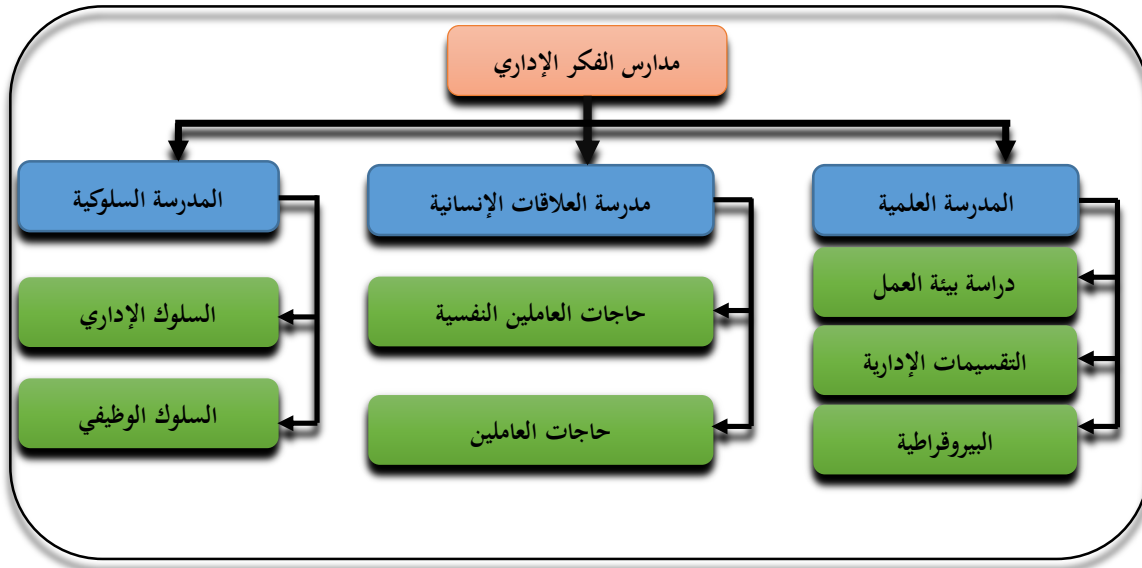 مدارس الفكر الإداري
المدرسة العلمية
دراسة بيئة العمل
التقسيمات الإدارية
البيروقراطية
مدرسة العلاقات الإنسانية
حاجات العاملين النفسية
حاجات العاملين
المدرسة السلوكية
السلوك الإداري
السلوك الوظيفي